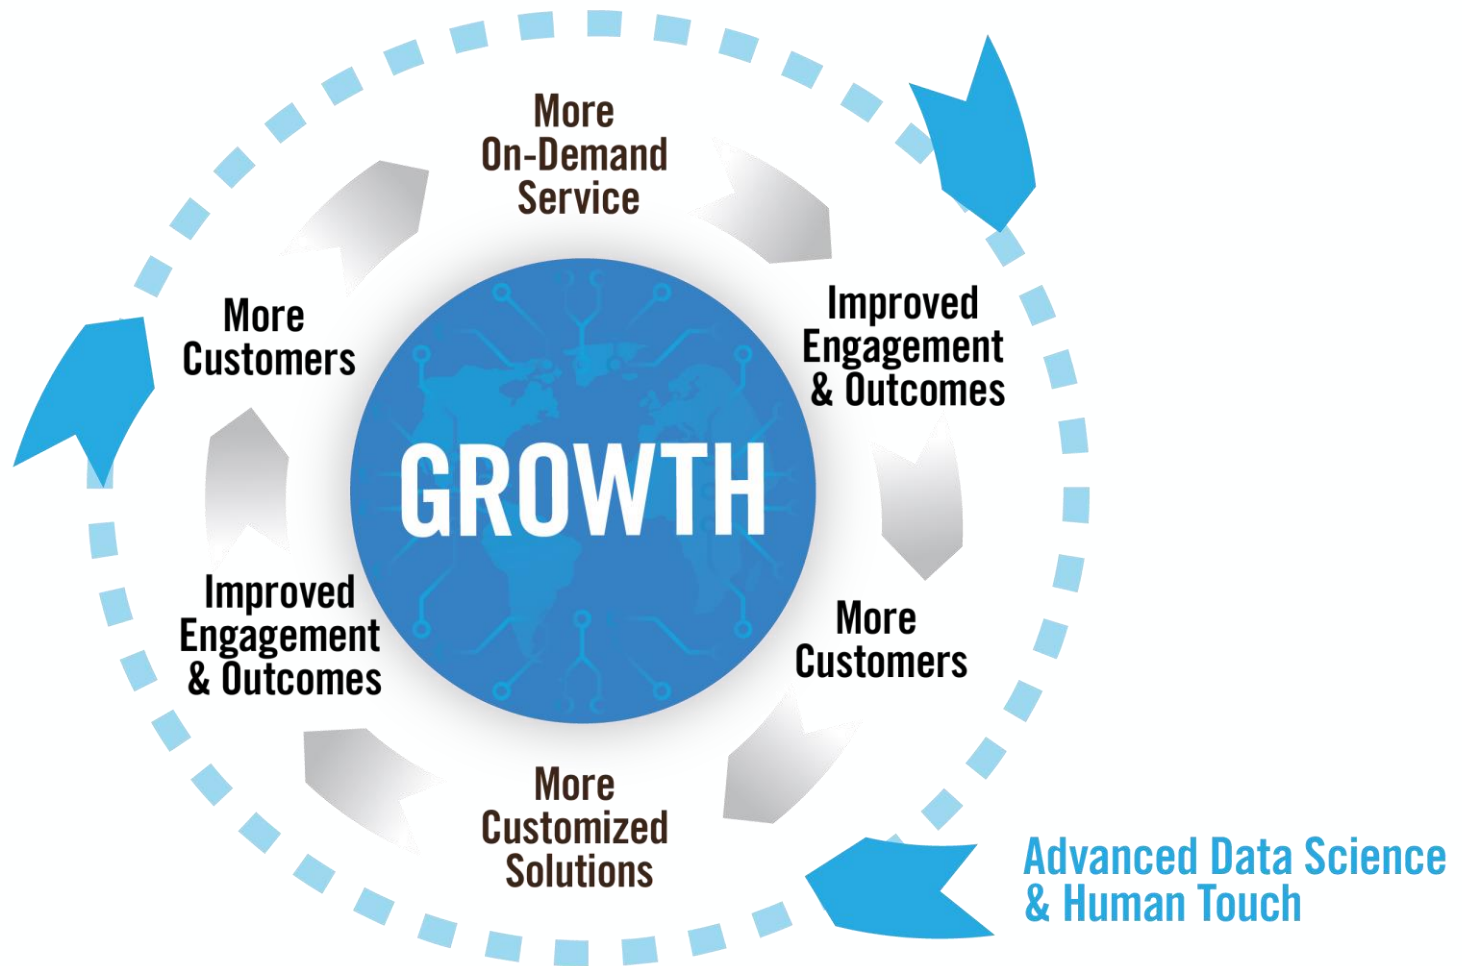 More
On-Demand
Service
Improved
Engagement
& Outcomes
More
Customers
More
Customized
Solutions
Improved
Engagement
& Outcomes
More
Customers
GROWTH
Advanced Data Science
& Human Touch